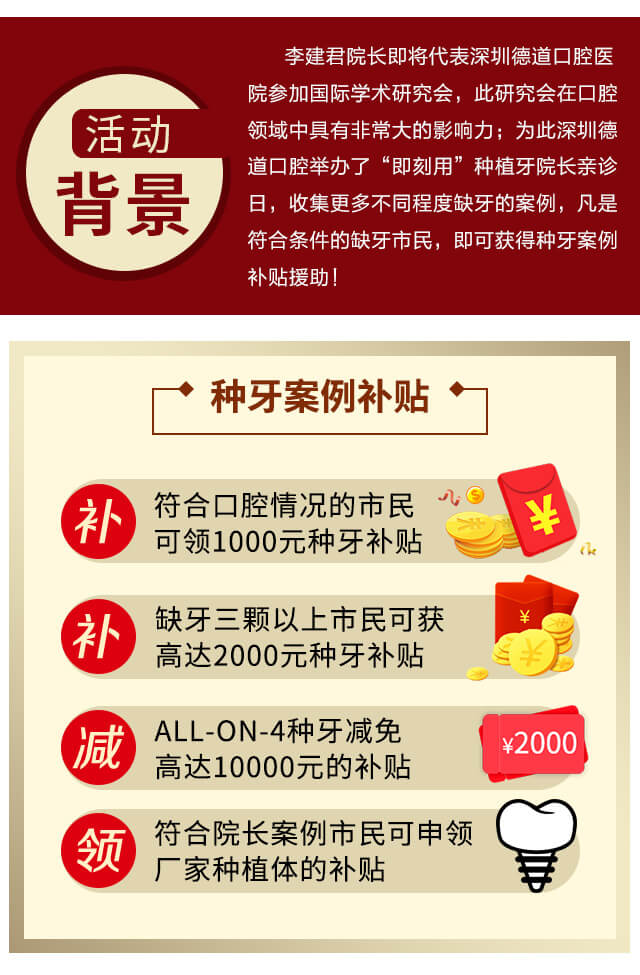 活动
背景
李建君院长即将代表深圳德道口腔医
院参加国际学术研究会，此研究会在口腔
领域中具有非常大的影响力；为此深圳德
道口腔举办了“即刻用”种植牙院长亲诊
日，收集更多不同程度缺牙的案例，凡是
符合条件的缺牙市民，即可获得种牙案例
补贴援助！
种牙案例补贴
补
符合口腔情况的市民
可领1000元种牙补贴
补
缺牙三颗以上市民可获
高达2000元种牙补贴
减
ALL-ON-4种牙减免
高达10000元的补贴
¥2000
领
符合院长案例市民可申领
厂家种植体的补贴